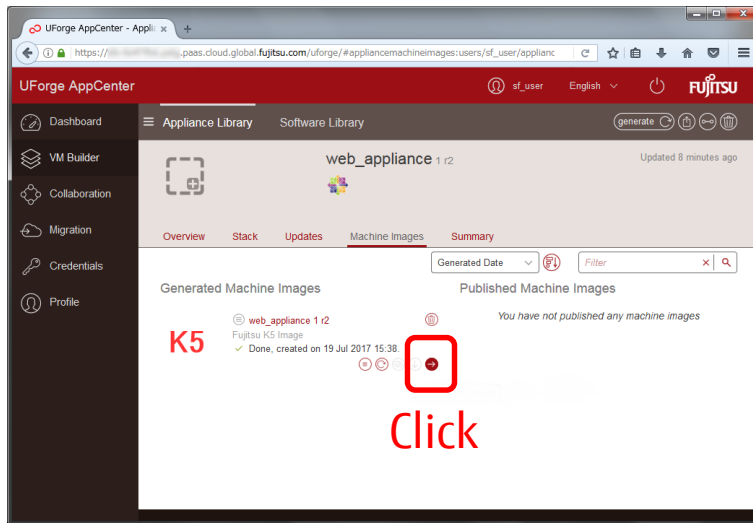 UForge AppCenter - Appli
https:// .paas.cloud.global.fujitsu.com/uforge/#appliancemachineimages:users/sf_user/applianc
UForge AppCenter
sf_user
English
FUJITSU
Dashboard
Appliance Library
Software Library
generate
VM Builder
web_appliance 1 r2
Updated 8 minutes ago
Collaboration
Migration
Overview
Stack
Updates
Machine Images
Summary
Credentials
Generated Date
Filter
Profile
Generated Machine Images
Published Machine Images
K5
web_appliance 1 r2
Fujitsu K5 Image
Done, created on 19 Jul 2017 15:38.
You have not published any machine images
Click